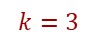 k = 3